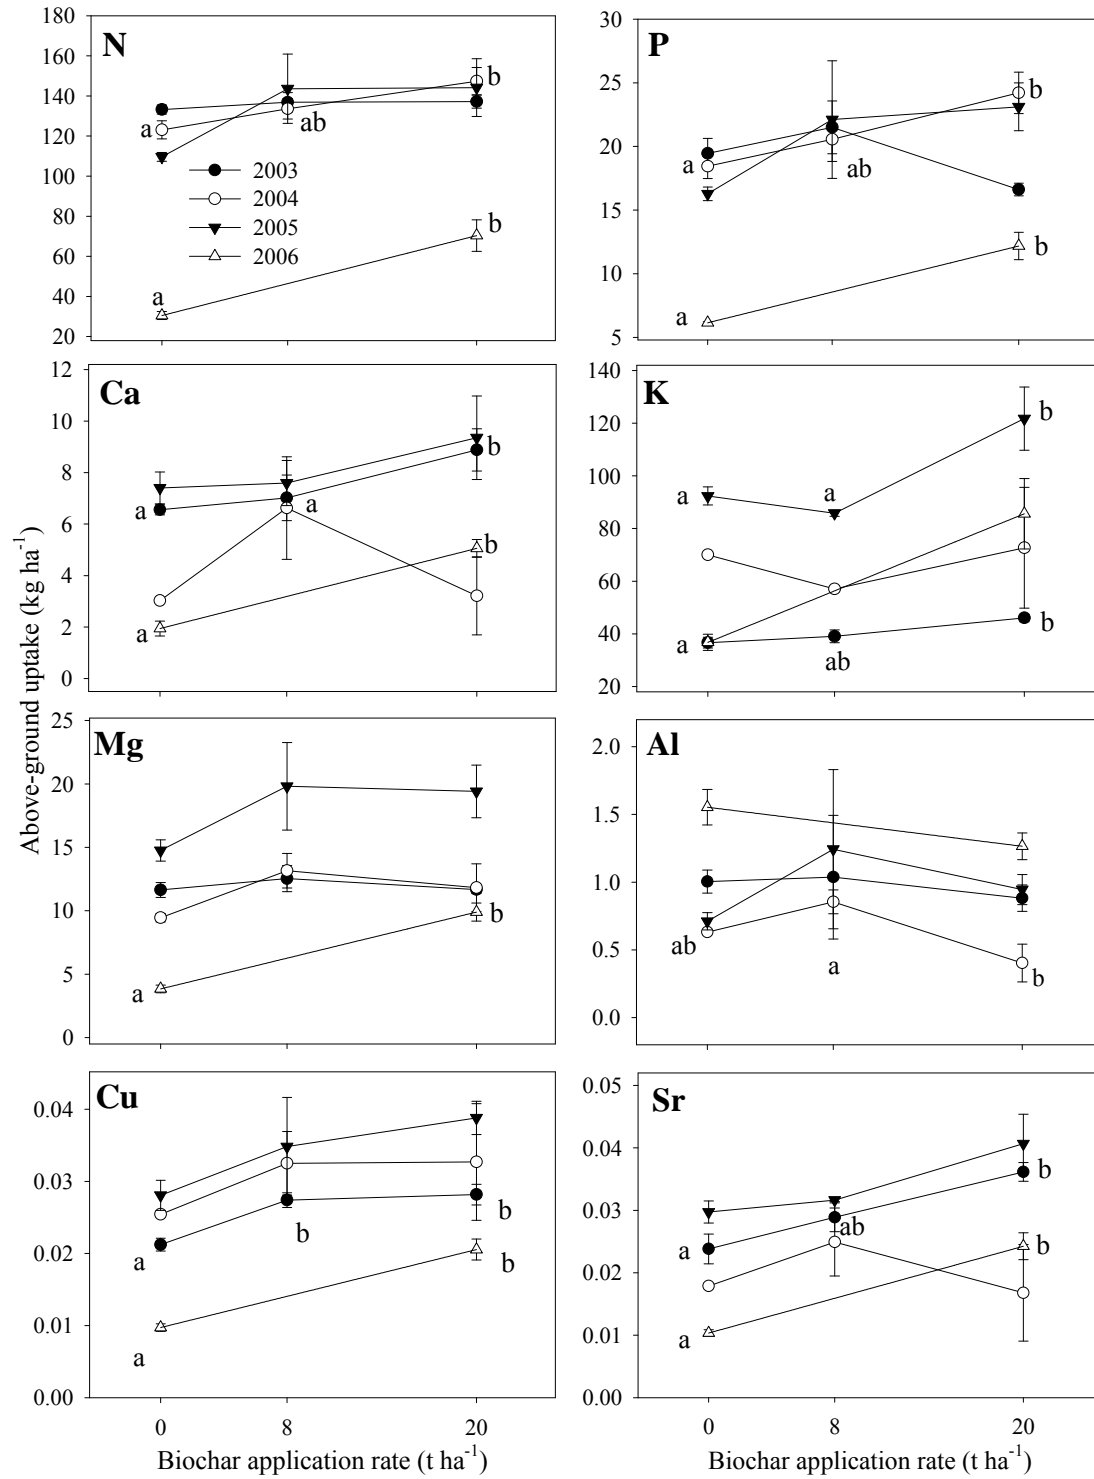 N
180
160
140
120
100
80
60
40
20
a
ab
b
2003
2004
2005
2006
a
b
P
30
25
20
15
10
5
a
ab
b
a
b
Ca
12
10
8
6
4
2
0
a
a
b
a
b
K
140
120
100
80
60
40
20
a
a
b
a
ab
b
Above-ground uptake (kg ha⁻¹)
Mg
25
20
15
10
5
0
a
b
Al
2.0
1.5
1.0
0.5
0.0
ab
a
b
Cu
0.04
0.03
0.02
0.01
0.00
a
b
b
a
b
0 8 20
Biochar application rate (t ha⁻¹)
Sr
0.05
0.04
0.03
0.02
0.01
0.00
a
ab
b
a
b
0 8 20
Biochar application rate (t ha⁻¹)